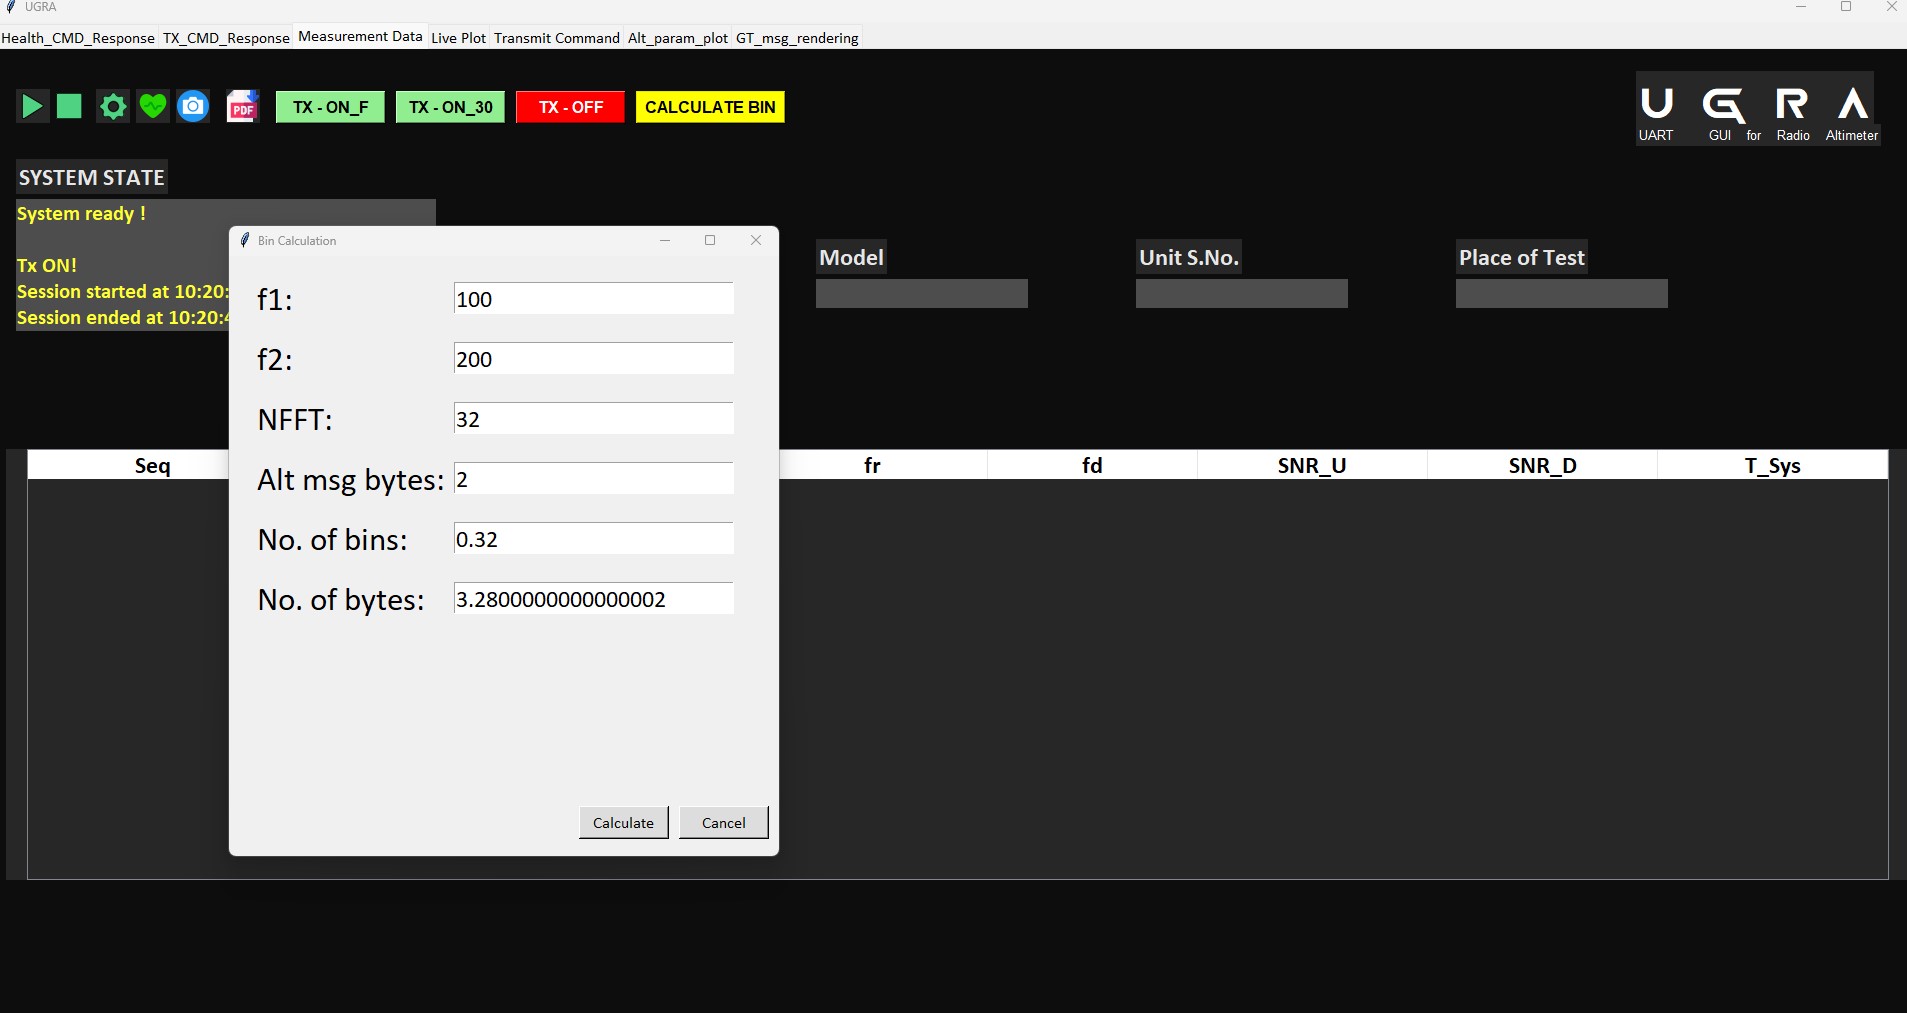 UGRA
Health_CMD_Response TX_CMD_Response Measurement Data Live Plot Transmit Command Alt_param_plot GT_msg_rendering
PDF TX - ON_F TX - ON_30 TX - OFF CALCULATE BIN
U G R A
UART GUI for Radio Altimeter
SYSTEM STATE
System ready !
Tx ON!
Session started at 10:20:
Session ended at 10:20:4
Model Unit S.No. Place of Test
Bin Calculation
f1: 100
f2: 200
NFFT: 32
Alt msg bytes: 2
No. of bins: 0.32
No. of bytes: 3.2800000000000002
Calculate Cancel
Seq fr fd SNR_U SNR_D T_Sys